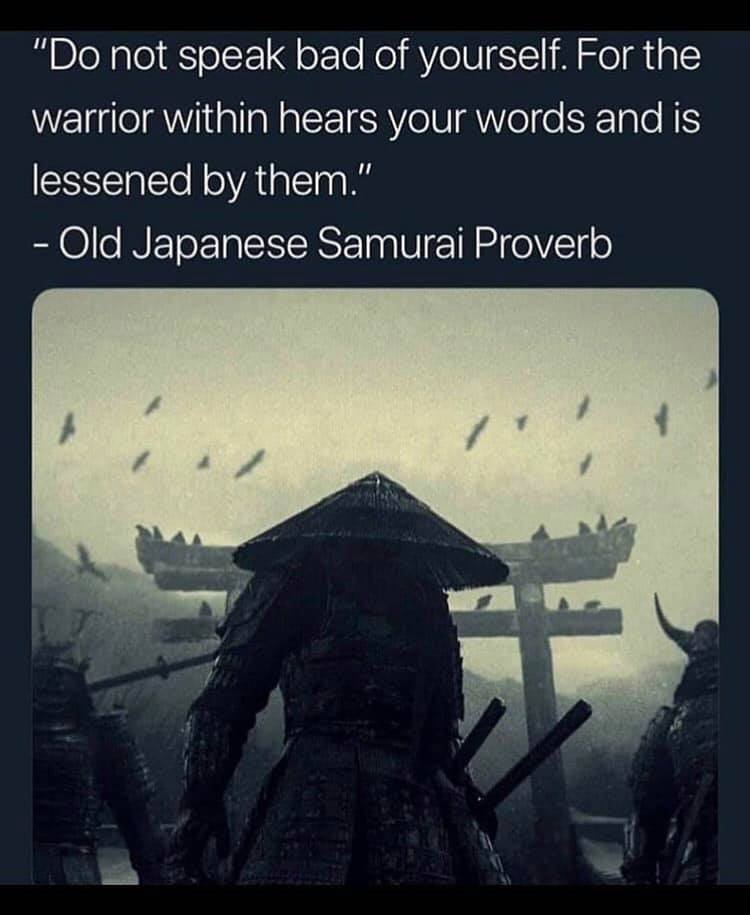 "Do not speak bad of yourself. For the
warrior within hears your words and is
lessened by them."
– Old Japanese Samurai Proverb